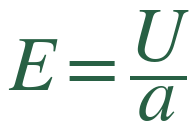 E = U/a